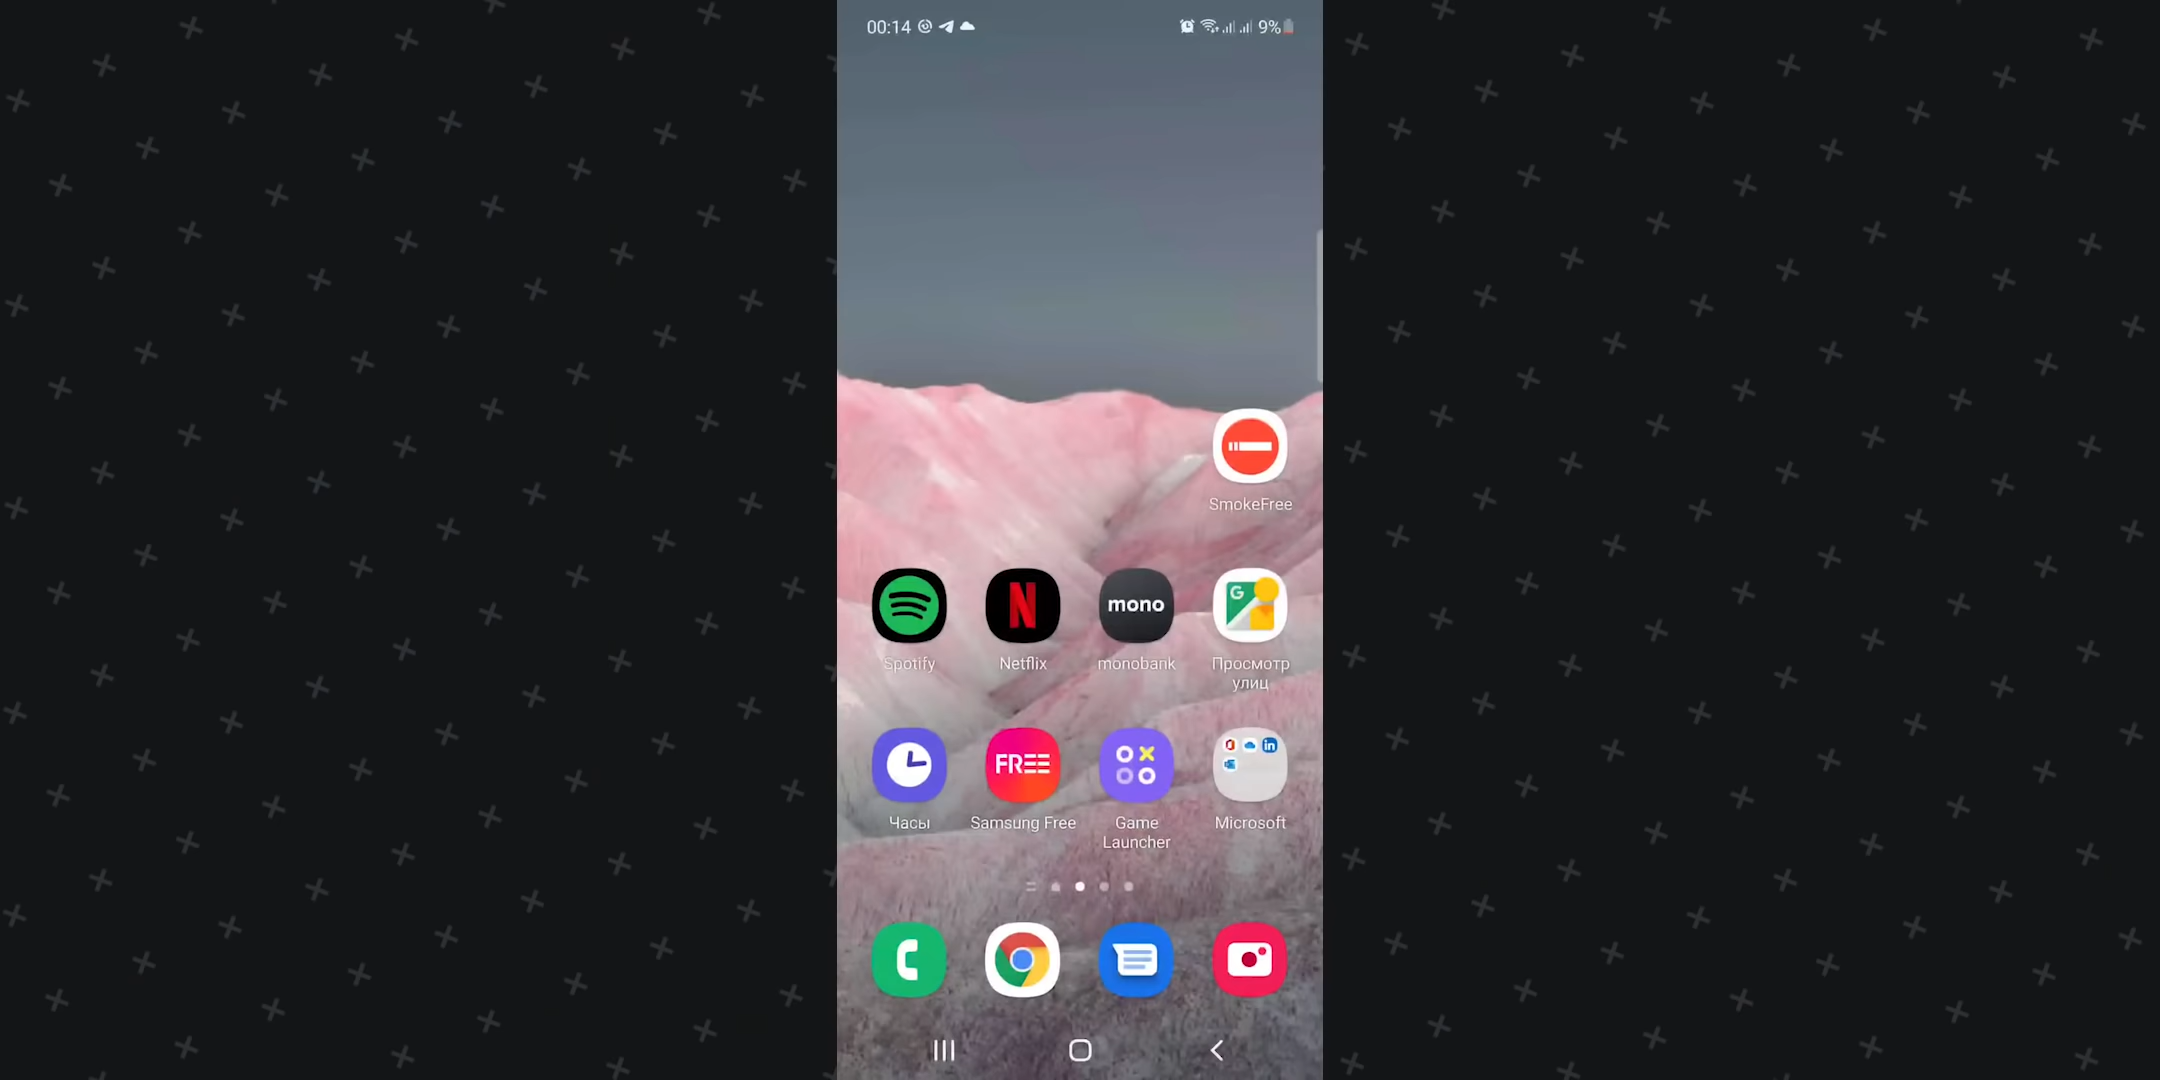 00:14
9%
SmokeFree
mono
G
Spotify
Netflix
monobank
Просмотр
улиц
FREE
Часы
Samsung Free
Game
Launcher
Microsoft